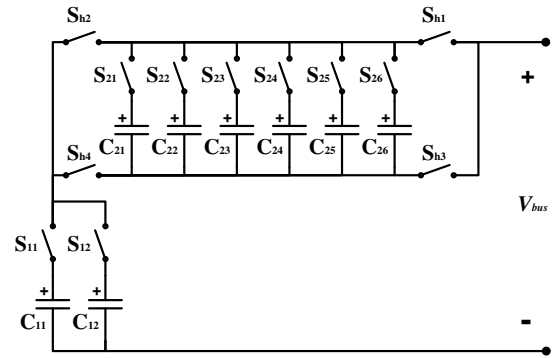 Sh2 Sh1
S21 S22 S23 S24 S25 S26
+ + + + + + +
C21 C22 C23 C24 C25 C26
Sh4 Sh3
Vbus
S11 S12
+ +
C11 C12
-